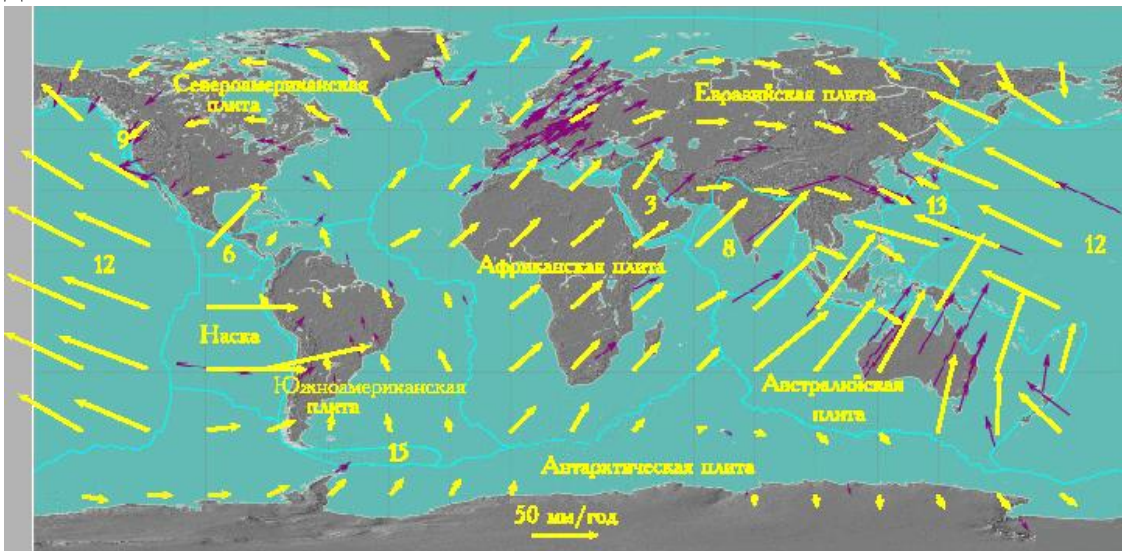 Североамериканская
плита
Евразийская плита
9
3
13
6
8
12
12
Африканская плита
Наска
Южноамериканская
плита
Австралийская
плита
15
Антарктическая плита
50 мм/год